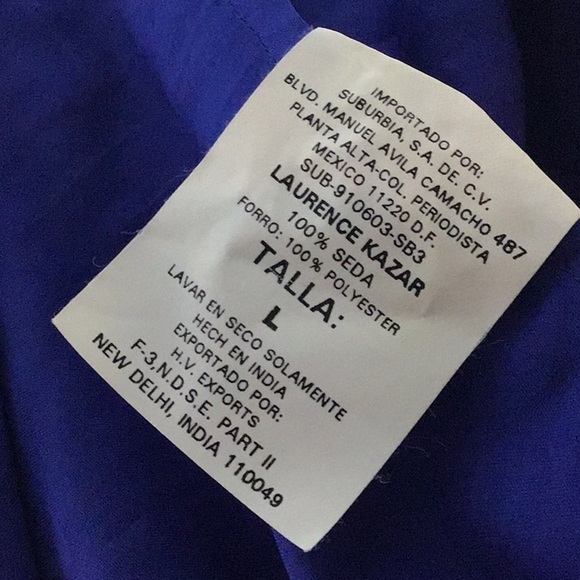 IMPORTADO POR:
SUBURBIA, S.A. DE. C.V.
BLVD. MANUEL AVILA CAMACHO 487
PLANTA ALTA-COL. PERIODISTA
MEXICO 11220 D.F.
SUB-910603-SB3
LAURENCE KAZAR
100% SEDA
FORRO: 100% POLYESTER
TALLA:
L
LAVAR EN SECO SOLAMENTE
HECH EN INDIA
EXPORTADO POR:
H.V. EXPORTS
F-3,N.D.S.E. PART II
NEW DELHI, INDIA 110049